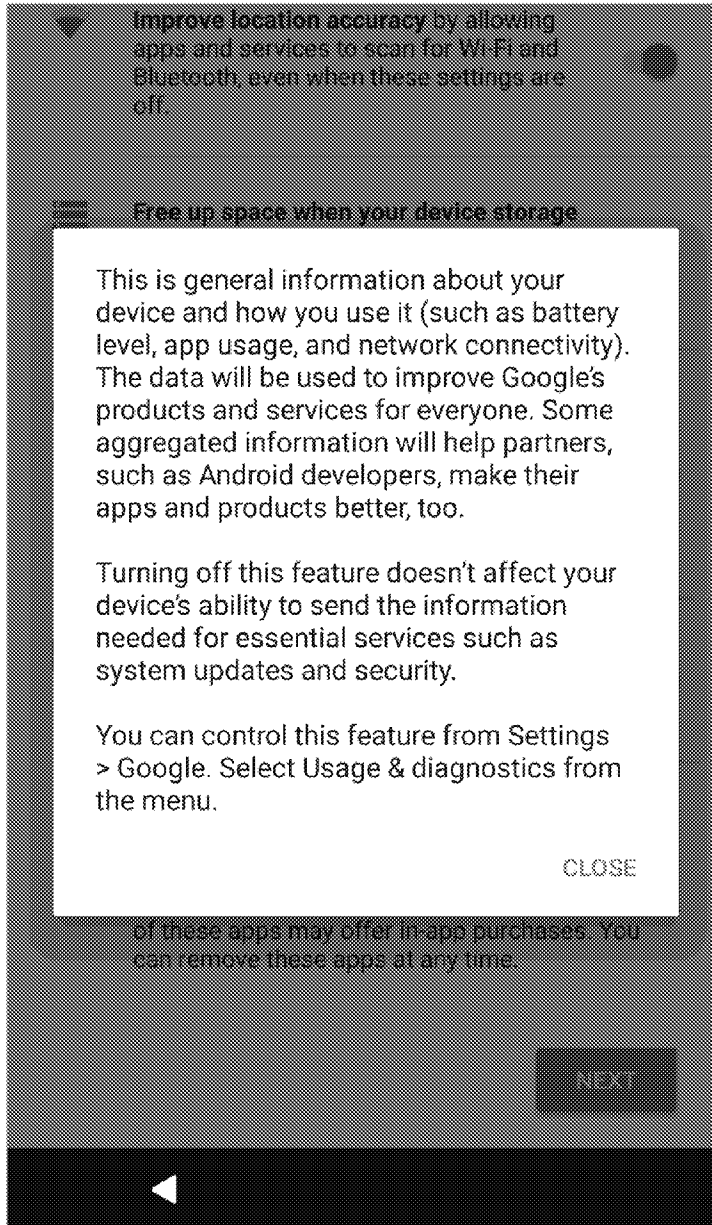 Improve location accuracy by allowing
apps and services to scan for Wi-Fi and
Bluetooth, even when these settings are
off.
Free up space when your device storage
This is general information about your
device and how you use it (such as battery
level, app usage, and network connectivity).
The data will be used to improve Google's
products and services for everyone. Some
aggregated information will help partners,
such as Android developers, make their
apps and products better, too.
Turning off this feature doesn't affect your
device's ability to send the information
needed for essential services such as
system updates and security.
You can control this feature from Settings
> Google. Select Usage & diagnostics from
the menu.
CLOSE
of these apps may offer in-app purchases. You
can remove these apps at any time.
NEXT